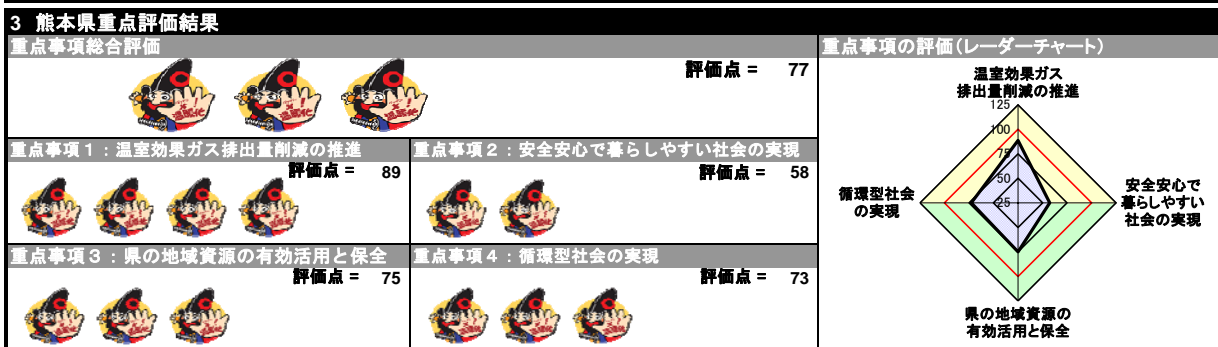 3 熊本県重点評価結果
重点事項総合評価
評価点 = 77
重点事項1：温室効果ガス排出量削減の推進
評価点 = 89
重点事項2：安全安心で暮らしやすい社会の実現
評価点 = 58
重点事項3：県の地域資源の有効活用と保全
評価点 = 75
重点事項4：循環型社会の実現
評価点 = 73
重点事項の評価(レーダーチャート)
温室効果ガス
排出量削減の推進
125
100
75
50
25
循環型社会
の実現
安全安心で
暮らしやすい
社会の実現
県の地域資源の
有効活用と保全